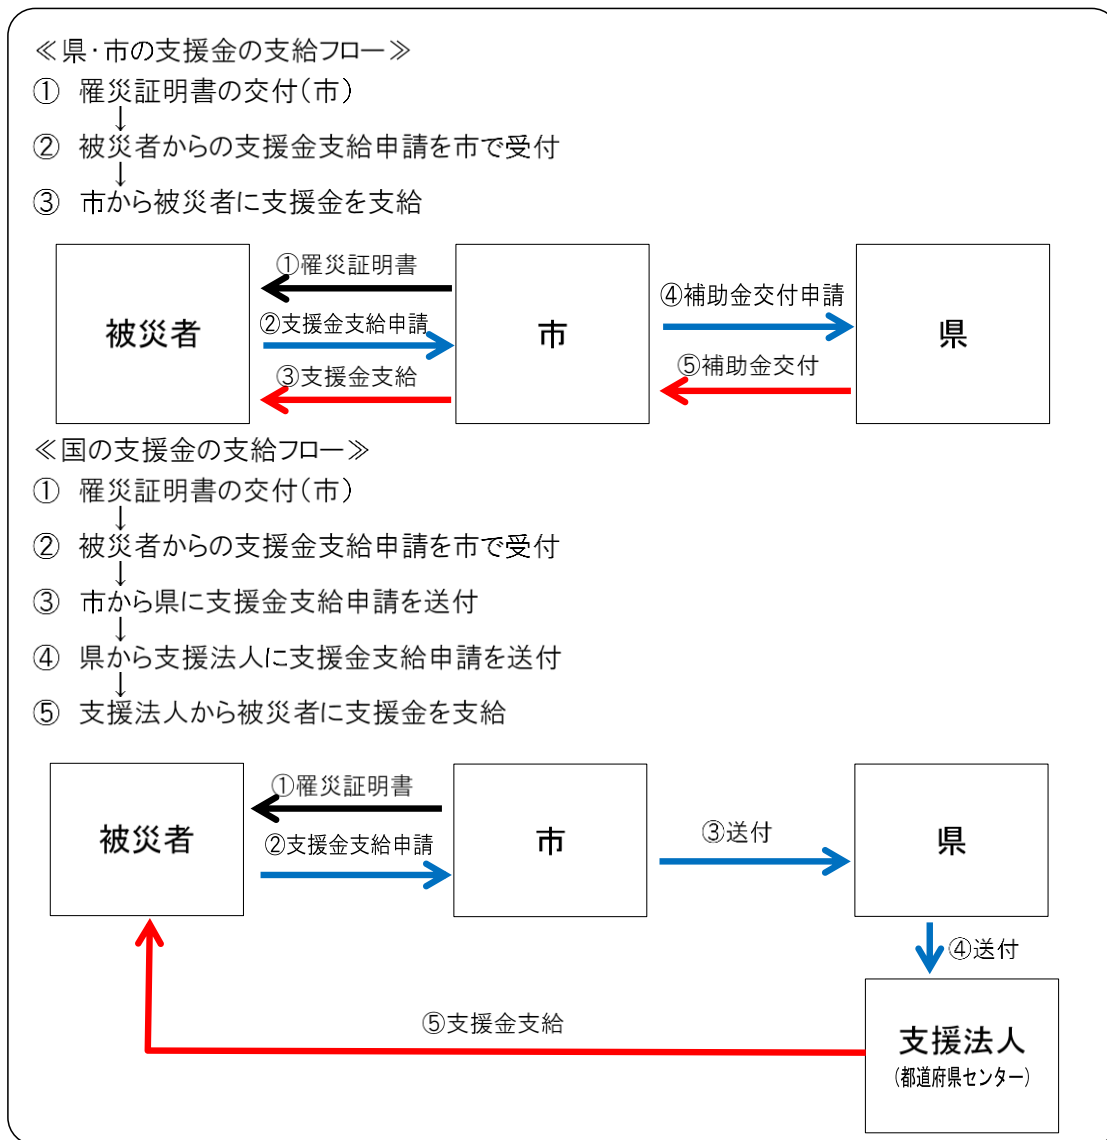 ≪県・市の支援金の支給フロー≫
① 罹災証明書の交付(市)
↓
② 被災者からの支援金支給申請を市で受付
↓
③ 市から被災者に支援金を支給
①罹災証明書
④補助金交付申請
被災者
②支援金支給申請
市
県
③支援金支給
⑤補助金交付
≪国の支援金の支給フロー≫
① 罹災証明書の交付(市)
↓
② 被災者からの支援金支給申請を市で受付
↓
③ 市から県に支援金支給申請を送付
↓
④ 県から支援法人に支援金支給申請を送付
↓
⑤ 支援法人から被災者に支援金を支給
①罹災証明書
被災者
②支援金支給申請
市
③送付
県
④送付
⑤支援金支給
支援法人
(都道府県センター)